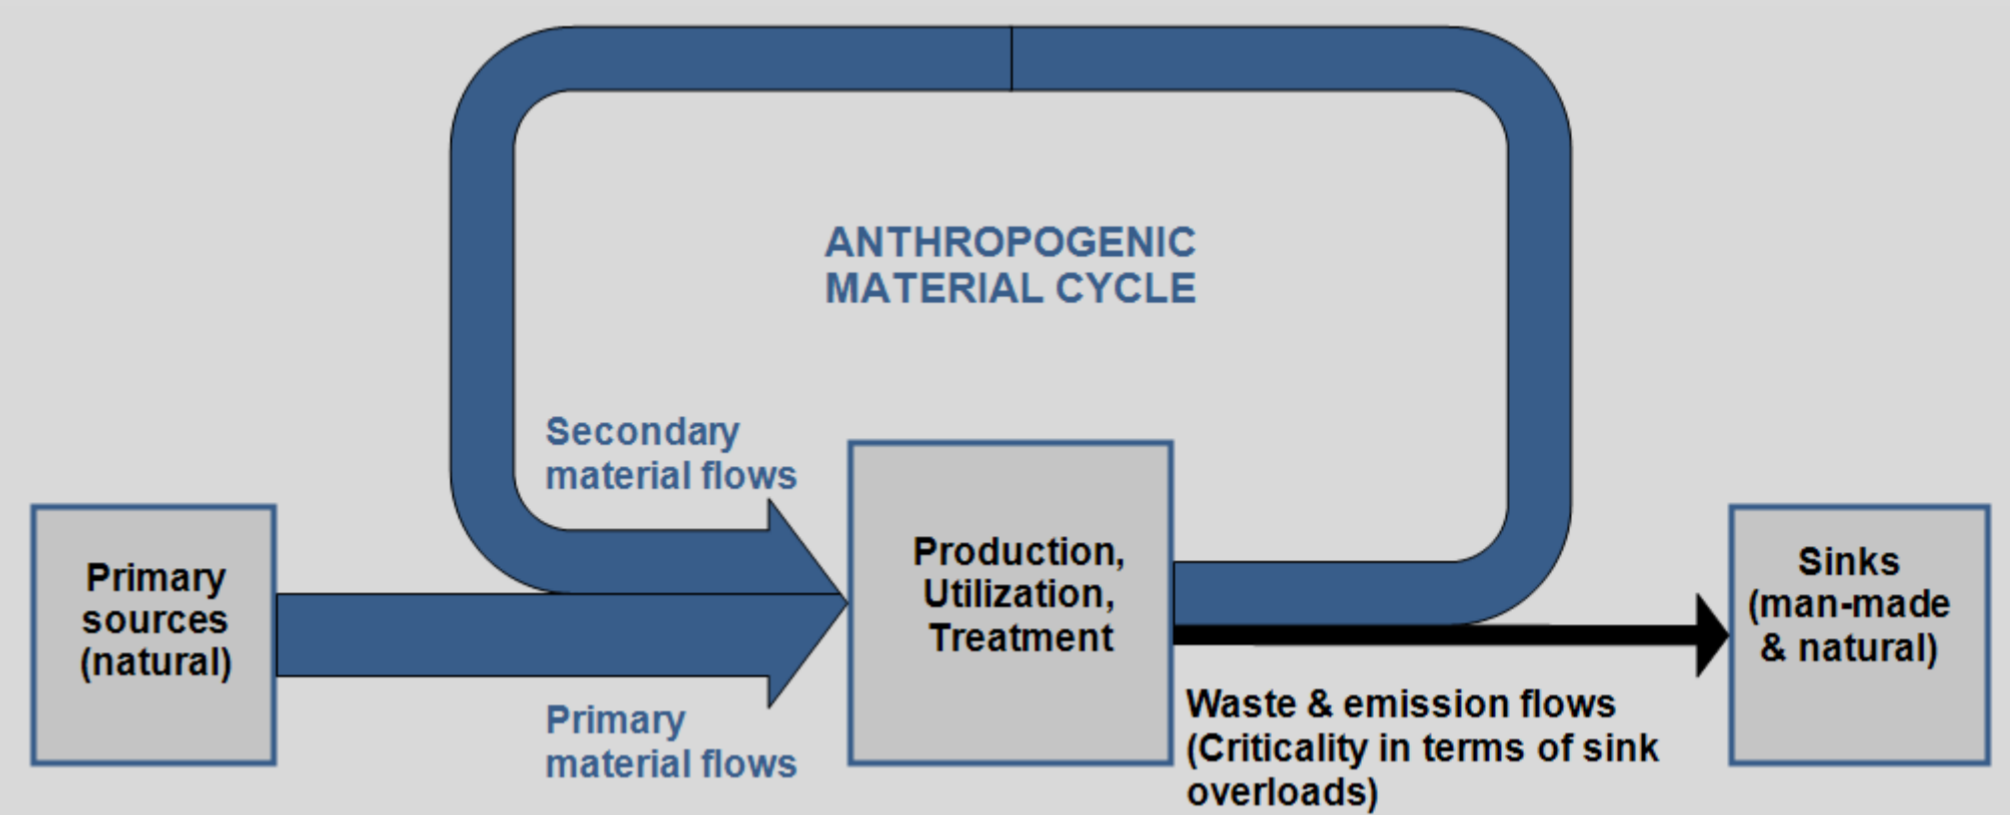 ANTHROPOGENIC
MATERIAL CYCLE
Secondary
material flows
Primary
sources
(natural)
Production,
Utilization,
Treatment
Sinks
(man-made
& natural)
Primary
material flows
Waste & emission flows
(Criticality in terms of sink
overloads)